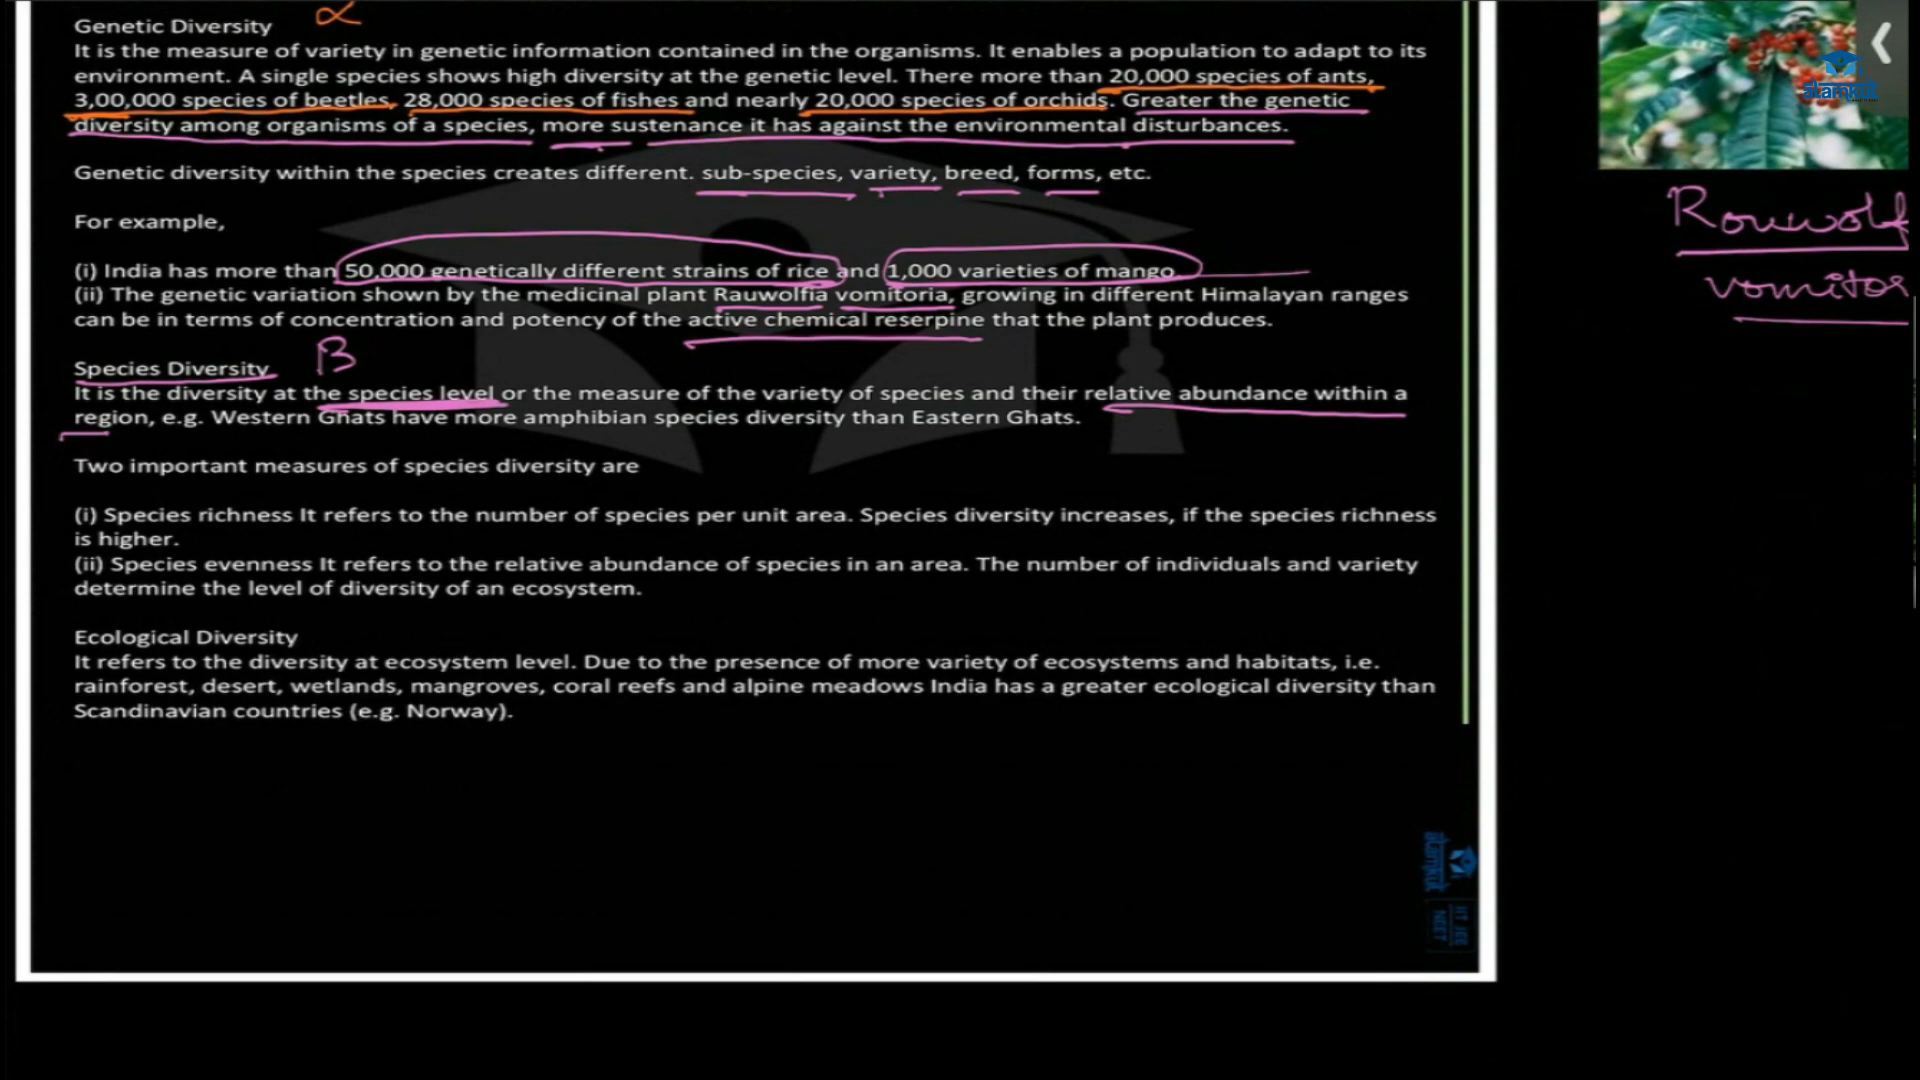 Genetic Diversity α
It is the measure of variety in genetic information contained in the organisms. It enables a population to adapt to its
environment. A single species shows high diversity at the genetic level. There more than 20,000 species of ants,
3,00,000 species of beetles, 28,000 species of fishes and nearly 20,000 species of orchids. Greater the genetic
diversity among organisms of a species, more sustenance it has against the environmental disturbances.
Genetic diversity within the species creates different. sub-species, variety, breed, forms, etc.
For example,
(i) India has more than 50,000 genetically different strains of rice and 1,000 varieties of mango
(ii) The genetic variation shown by the medicinal plant Rauwolfia vomitoria, growing in different Himalayan ranges
can be in terms of concentration and potency of the active chemical reserpine that the plant produces.
Species Diversity β
It is the diversity at the species level or the measure of the variety of species and their relative abundance within a
region, e.g. Western Ghats have more amphibian species diversity than Eastern Ghats.
Two important measures of species diversity are
(i) Species richness It refers to the number of species per unit area. Species diversity increases, if the species richness
is higher.
(ii) Species evenness It refers to the relative abundance of species in an area. The number of individuals and variety
determine the level of diversity of an ecosystem.
Ecological Diversity
It refers to the diversity at ecosystem level. Due to the presence of more variety of ecosystems and habitats, i.e.
rainforest, desert, wetlands, mangroves, coral reefs and alpine meadows India has a greater ecological diversity than
Scandinavian countries (e.g. Norway).
atamkut
Rouwolf
vomitor
atamkut
IIT JEE
NEET